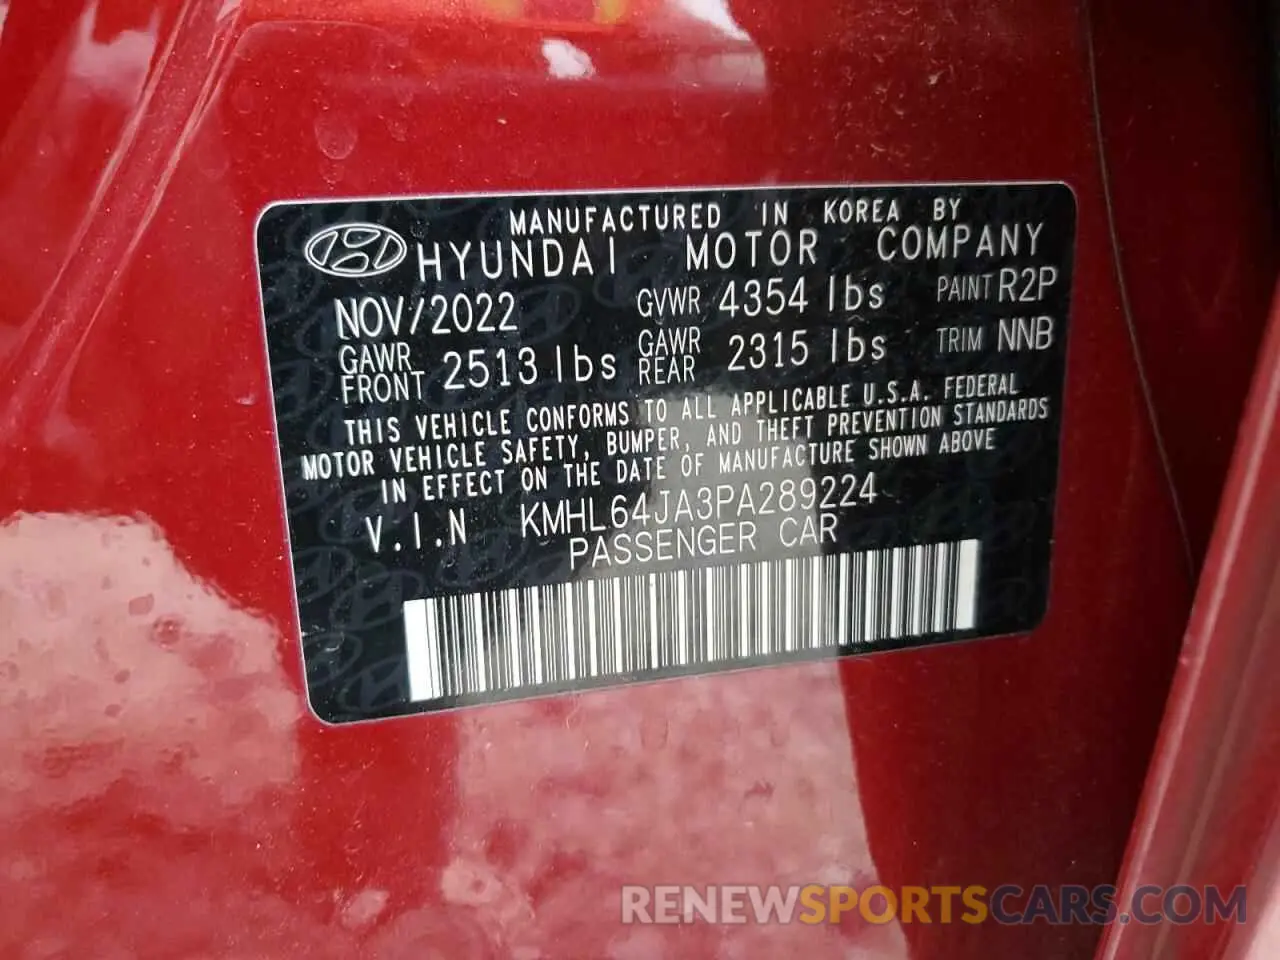 MANUFACTURED IN KOREA BY
HYUNDAI MOTOR COMPANY
NOV/2022 GVWR 4354 lbs PAINT R2P
GAWR FRONT 2513 lbs GAWR REAR 2315 lbs TRIM NNB
THIS VEHICLE CONFORMS TO ALL APPLICABLE U.S.A. FEDERAL
MOTOR VEHICLE SAFETY, BUMPER, AND THEFT PREVENTION STANDARDS
IN EFFECT ON THE DATE OF MANUFACTURE SHOWN ABOVE
V.I.N KMHL64JA3PA289224
PASSENGER CAR
RENEWSPORTSCARS.COM